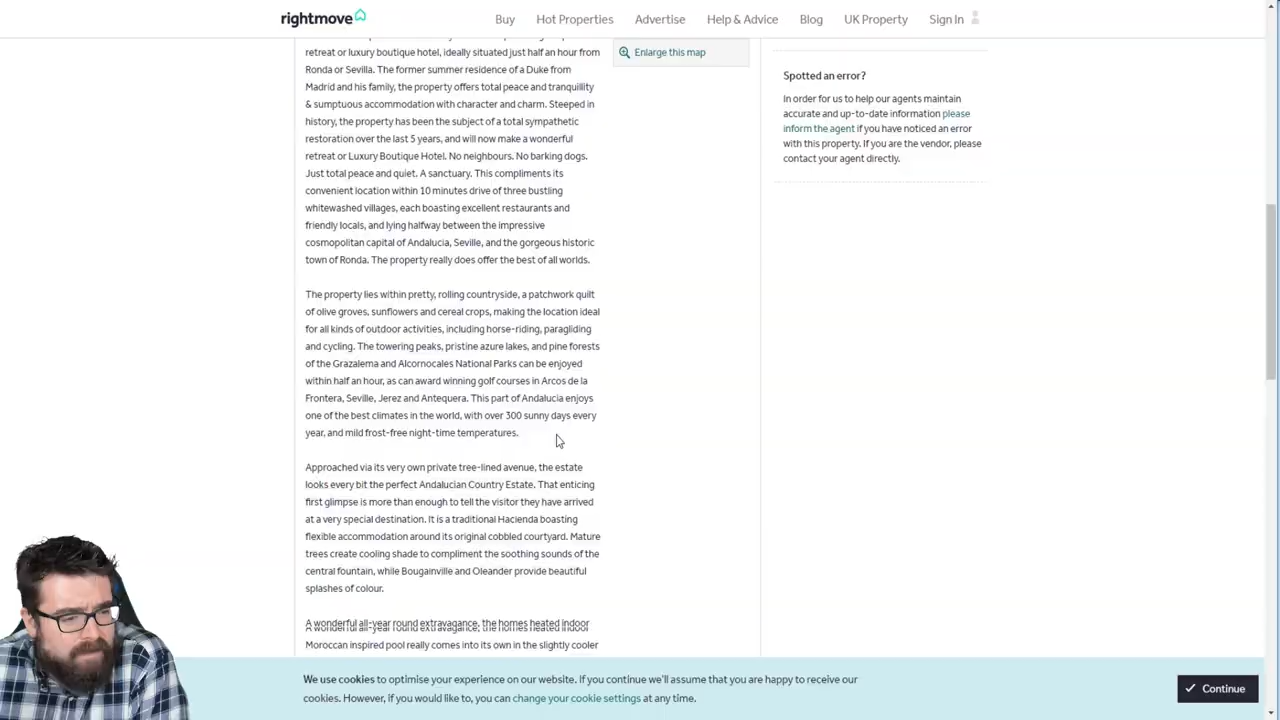 rightmove
Buy
Hot Properties
Advertise
Help & Advice
Blog
UK Property
Sign In
retreat or luxury boutique hotel, ideally situated just half an hour from
Ronda or Sevilla. The former summer residence of a Duke from
Madrid and his family, the property offers total peace and tranquillity
& sumptuous accommodation with character and charm. Steeped in
history, the property has been the subject of a total sympathetic
restoration over the last 5 years, and will now make a wonderful
retreat or Luxury Boutique Hotel. No neighbours. No barking dogs.
Just total peace and quiet. A sanctuary. This compliments its
convenient location within 10 minutes drive of three bustling
whitewashed villages, each boasting excellent restaurants and
friendly locals, and lying halfway between the impressive
cosmopolitan capital of Andalucia, Seville, and the gorgeous historic
town of Ronda. The property really does offer the best of all worlds.
The property lies within pretty, rolling countryside, a patchwork quilt
of olive groves, sunflowers and cereal crops, making the location ideal
for all kinds of outdoor activities, including horse-riding, paragliding
and cycling. The towering peaks, pristine azure lakes, and pine forests
of the Grazalema and Alcornocales National Parks can be enjoyed
within half an hour, as can award winning golf courses in Arcos de la
Frontera, Seville, Jerez and Antequera. This part of Andalucia enjoys
one of the best climates in the world, with over 300 sunny days every
year, and mild frost-free night-time temperatures.
Approached via its very own private tree-lined avenue, the estate
looks every bit the perfect Andalucian Country Estate. That enticing
first glimpse is more than enough to tell the visitor they have arrived
at a very special destination. It is a traditional Hacienda boasting
flexible accommodation around its original cobbled courtyard. Mature
trees create cooling shade to compliment the soothing sounds of the
central fountain, while Bougainville and Oleander provide beautiful
splashes of colour.
A wonderful all-year round extravagance, the homes heated indoor
Moroccan inspired pool really comes into its own in the slightly cooler
Enlarge this map
Spotted an error?
In order for us to help our agents maintain
accurate and up-to-date information please
inform the agent if you have noticed an error
with this property. If you are the vendor, please
contact your agent directly.
We use cookies to optimise your experience on our website. If you continue we'll assume that you are happy to receive our
cookies. However, if you would like to, you can change your cookie settings at any time.
Continue